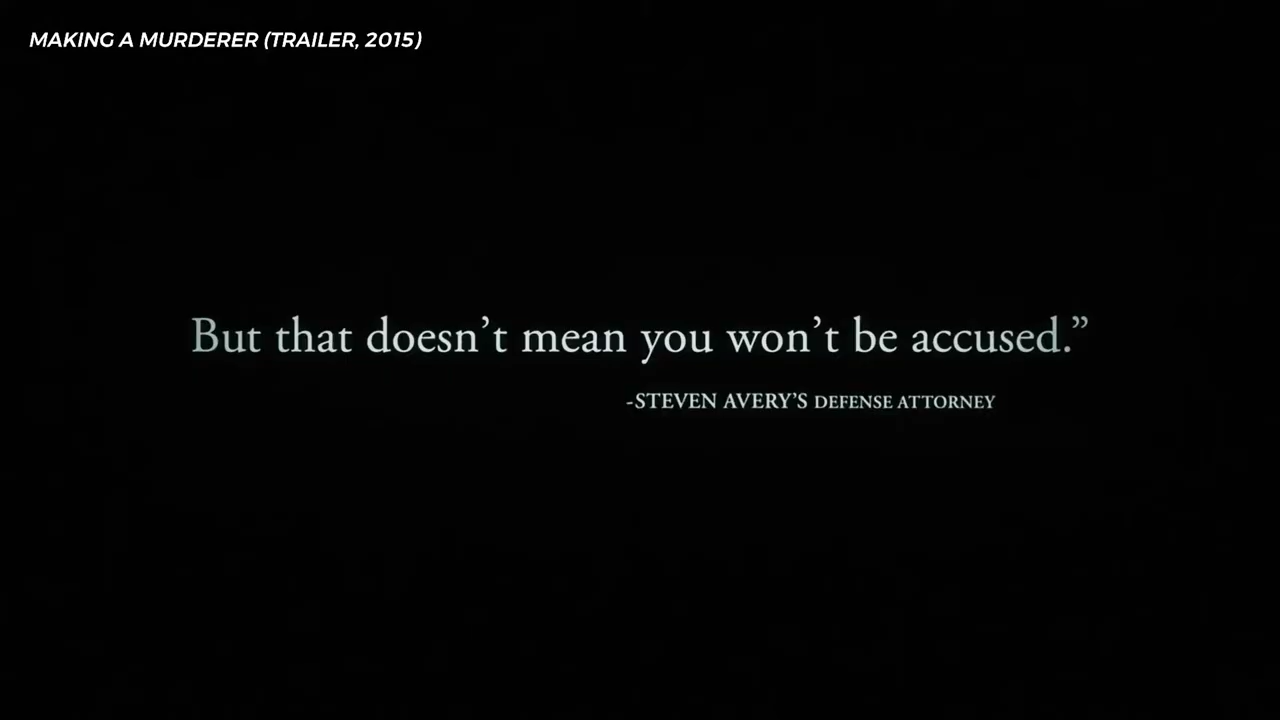 MAKING A MURDERER (TRAILER, 2015)
But that doesn’t mean you won’t be accused.”
-STEVEN AVERY’S DEFENSE ATTORNEY